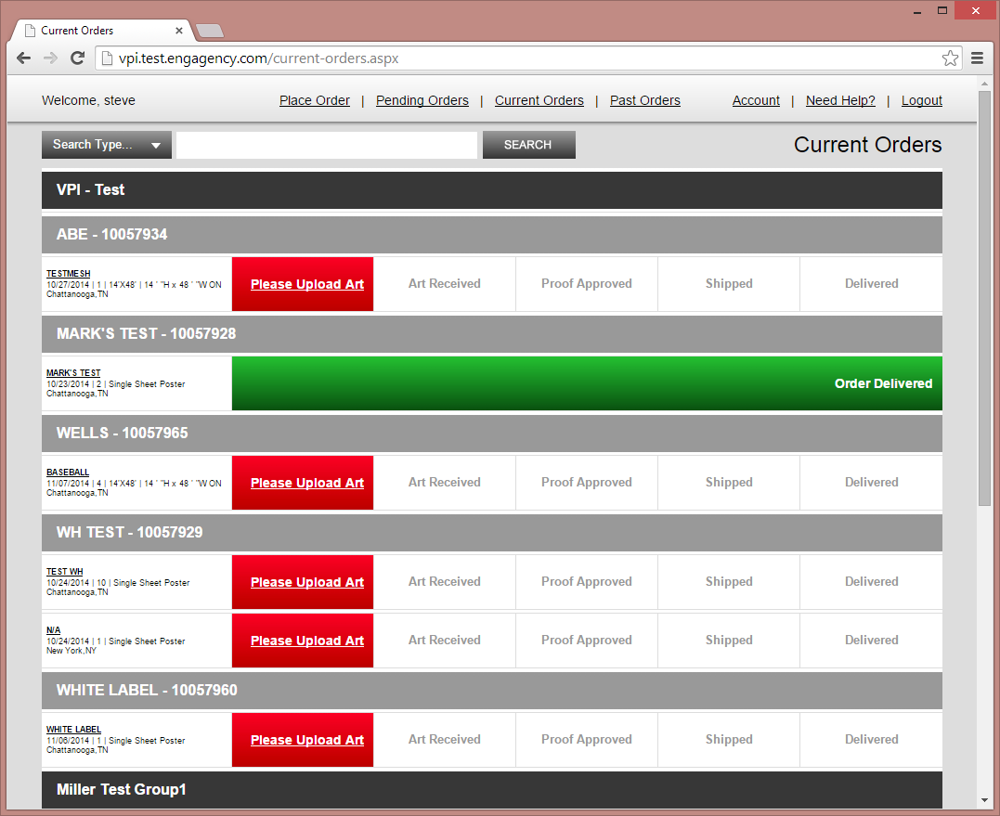 Current Orders
vpi.test.engagency.com/current-orders.aspx
Welcome, steve
Place Order | Pending Orders | Current Orders | Past Orders
Account | Need Help? | Logout
Search Type...
SEARCH
Current Orders
VPI - Test
ABE - 10057934
TESTMESH
10/27/2014 | 1 | 14'X48' | 14 ' "H x 48 ' "W ON
Chattanooga,TN
Please Upload Art
Art Received
Proof Approved
Shipped
Delivered
MARK'S TEST - 10057928
MARK'S TEST
10/23/2014 | 2 | Single Sheet Poster
Chattanooga,TN
Order Delivered
WELLS - 10057965
BASEBALL
11/07/2014 | 4 | 14'X48' | 14 ' "H x 48 ' "W ON
Chattanooga,TN
Please Upload Art
Art Received
Proof Approved
Shipped
Delivered
WH TEST - 10057929
TEST WH
10/24/2014 | 10 | Single Sheet Poster
Chattanooga,TN
Please Upload Art
Art Received
Proof Approved
Shipped
Delivered
N/A
10/24/2014 | 1 | Single Sheet Poster
New York,NY
Please Upload Art
Art Received
Proof Approved
Shipped
Delivered
WHITE LABEL - 10057960
WHITE LABEL
11/06/2014 | 1 | Single Sheet Poster
Chattanooga,TN
Please Upload Art
Art Received
Proof Approved
Shipped
Delivered
Miller Test Group1